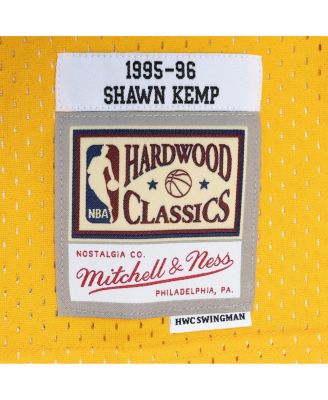 1995-96
SHAWN KEMP
NBA
HARDWOOD
CLASSICS
NOSTALGIA CO.
Mitchell & Ness
PHILADELPHIA, PA.
HWC SWINGMAN